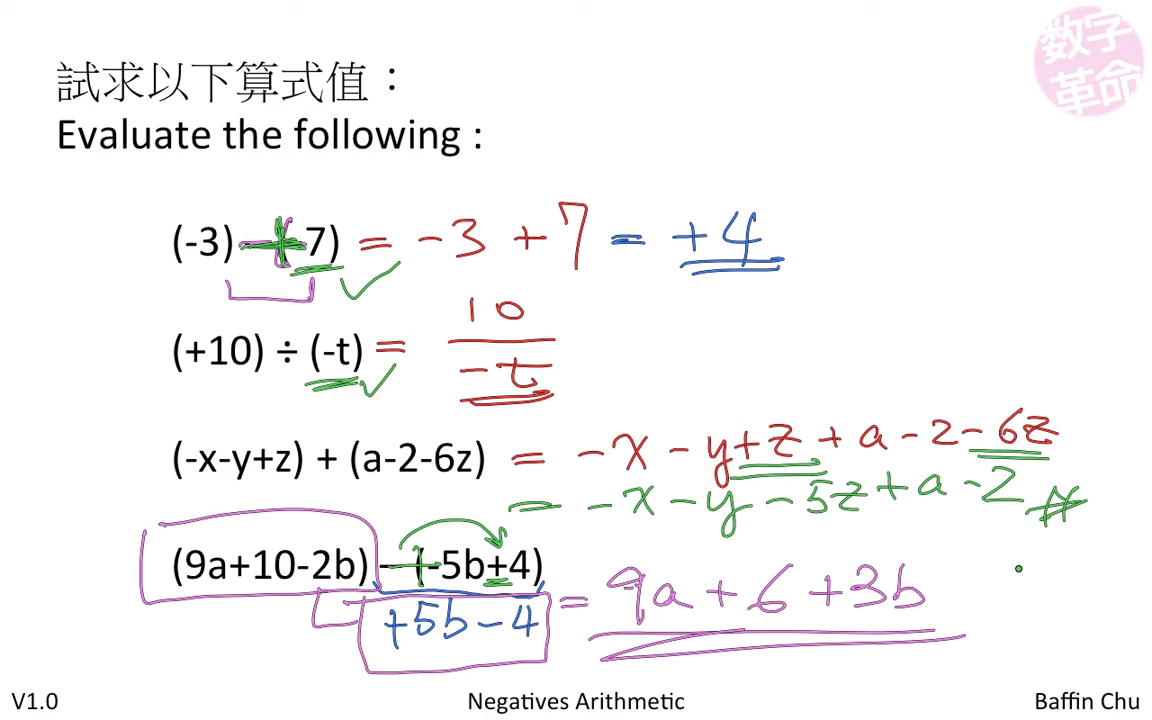 数字
革命
試求以下算式值：
Evaluate the following :
(-3) – (-7) = -3 + 7 = +4
(+10) ÷ (-t) = 10 / -t
(-x-y+z) + (a-2-6z) = -x - y + z + a - 2 - 6z
= -x - y - 5z + a - 2 #
(9a+10-2b) – (-5b+4) = 9a + 6 + 3b
+5b - 4
V1.0 Negatives Arithmetic Baffin Chu